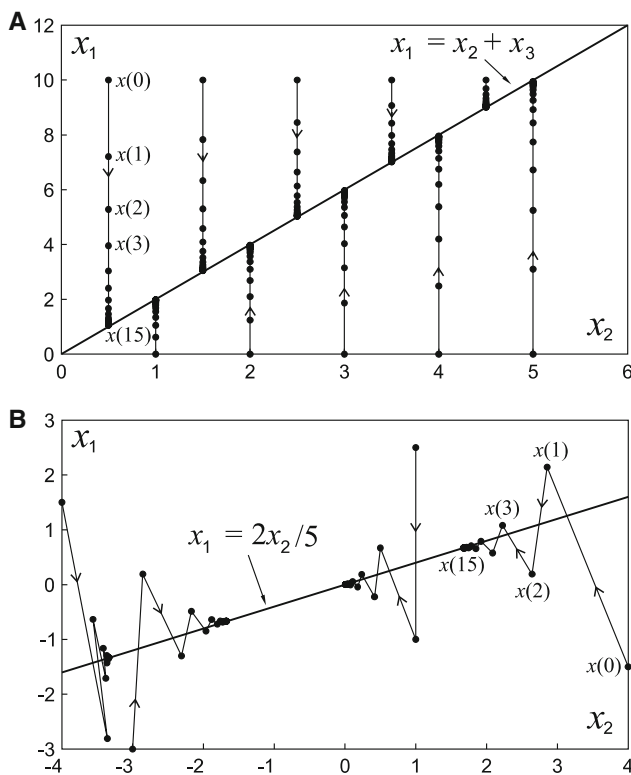 A
x₁
x₁ = x₂ + x₃
12
10
8
6
4
2
0
x(0)
x(1)
x(2)
x(3)
x(15)
x₂
0 1 2 3 4 5 6
B
x₁
3
2
1
0
-1
-2
-3
x₁ = 2x₂/5
x(1)
x(3)
x(15)
x(2)
x(0)
x₂
-4 -3 -2 -1 0 1 2 3 4